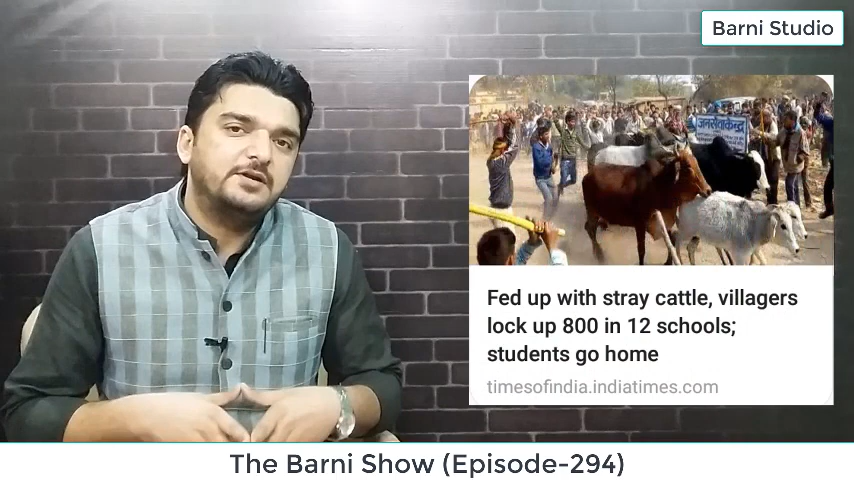 Barni Studio
जनसेवाकेन्द्र
Fed up with stray cattle, villagers
lock up 800 in 12 schools;
students go home
timesofindia.indiatimes.com
The Barni Show (Episode-294)